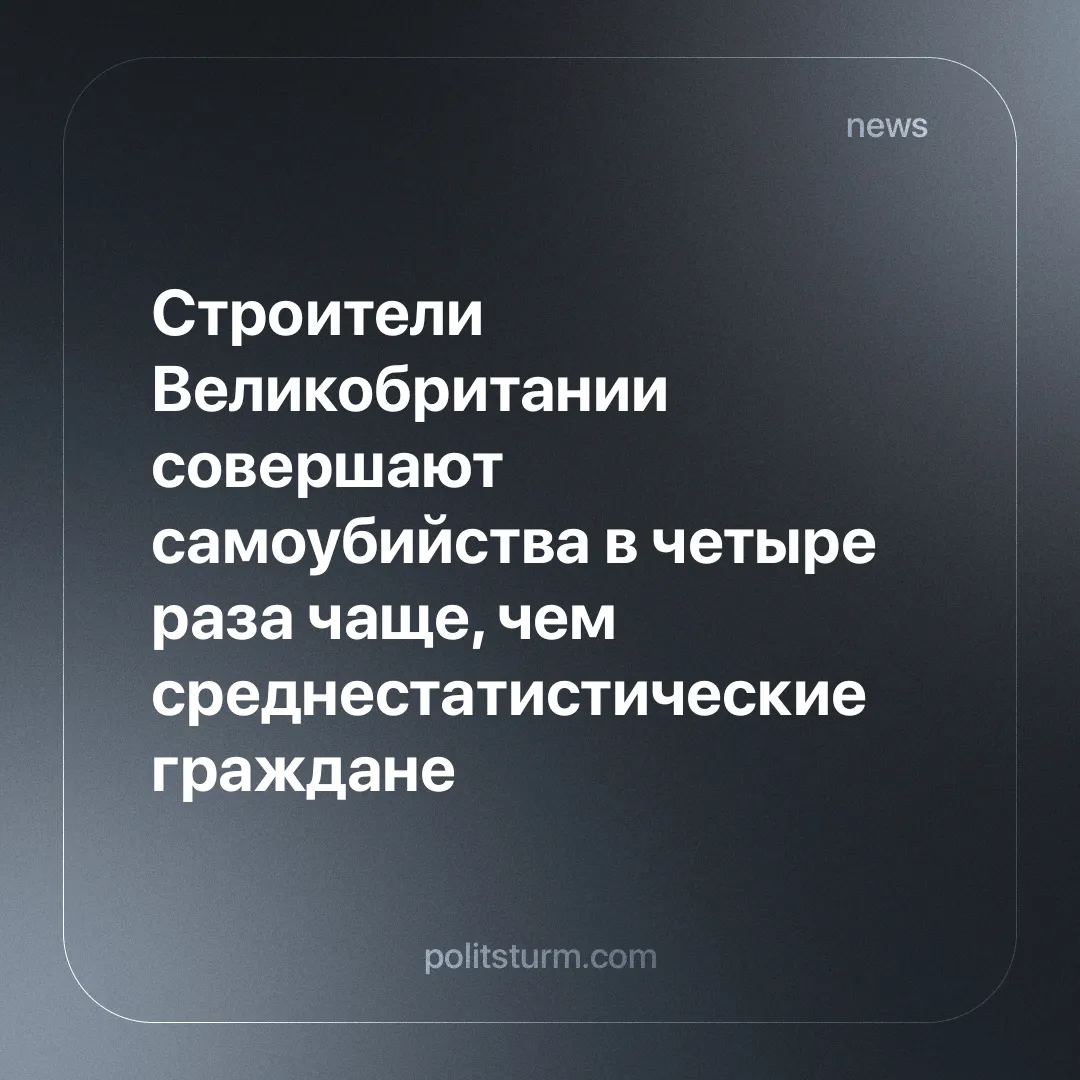 news
Строители
Великобритании
совершают
самоубийства в четыре
раза чаще, чем
среднестатистические
граждане
politsturm.com